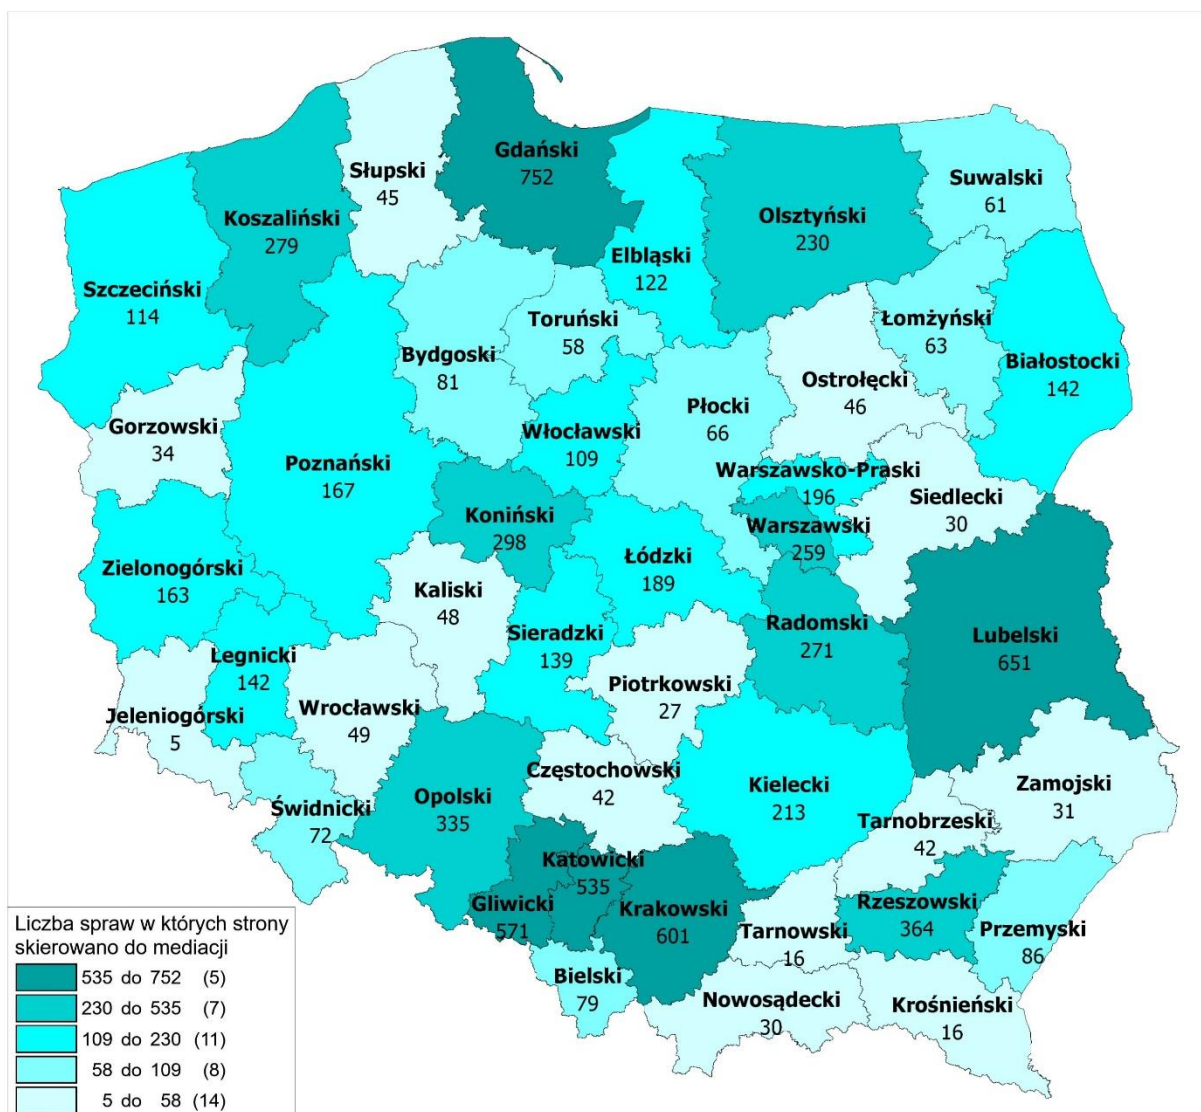 Gdański
752
Słupski
45
Suwalski
61
Koszaliński
279
Olsztyński
230
Elbląski
122
Szczeciński
114
Toruński
58
Łomżyński
63
Bydgoski
81
Białostocki
142
Ostrołęcki
46
Płocki
66
Gorzowski
34
Włocławski
109
Poznański
167
Warszawsko-Praski
196
Siedlecki
30
Koniński
298
Warszawski
259
Łódzki
189
Zielonogórski
163
Kaliski
48
Radomski
271
Sieradzki
139
Lubelski
651
Legnicki
142
Piotrkowski
27
Wrocławski
49
Jeleniogórski
5
Częstochowski
42
Zamojski
31
Kielecki
213
Opolski
335
Świdnicki
72
Tarnobrzeski
42
Katowicki
535
Gliwicki
571
Krakowski
601
Rzeszowski
364
Tarnowski
16
Przemyski
86
Bielski
79
Nowosądecki
30
Krośnieński
16
Liczba spraw w których strony
skierowano do mediacji
535 do 752 (5)
230 do 535 (7)
109 do 230 (11)
58 do 109 (8)
5 do 58 (14)